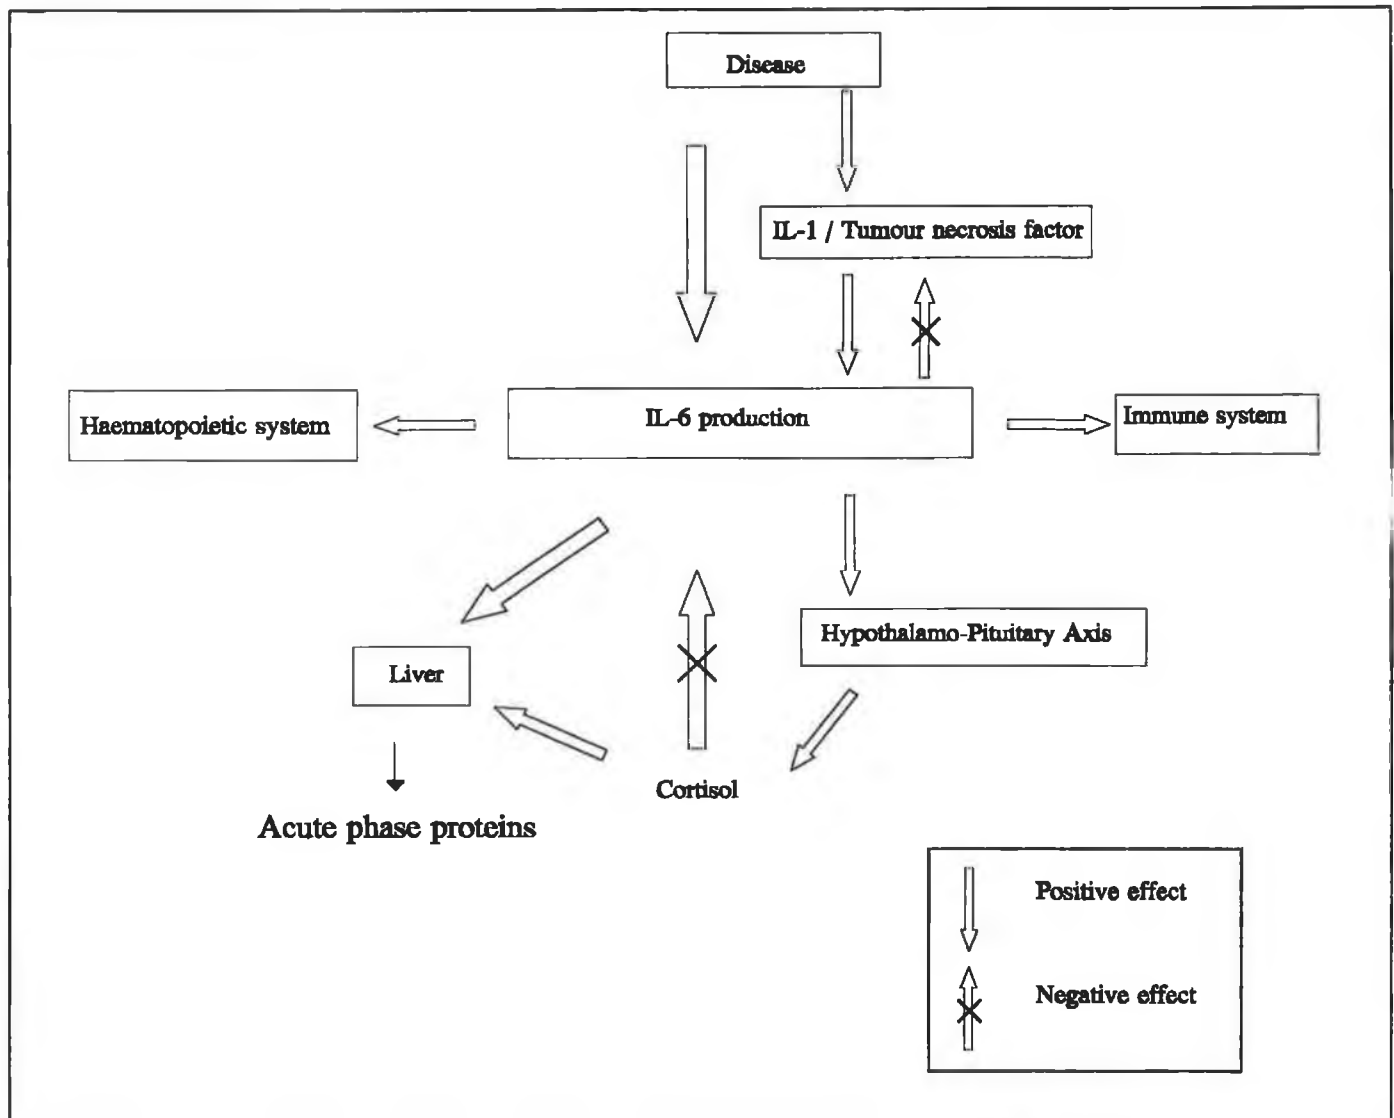 Disease
IL-1 / Tumour necrosis factor
Haematopoietic system
IL-6 production
Immune system
Hypothalamo-Pituitary Axis
Liver
Cortisol
Acute phase proteins
Positive effect
Negative effect